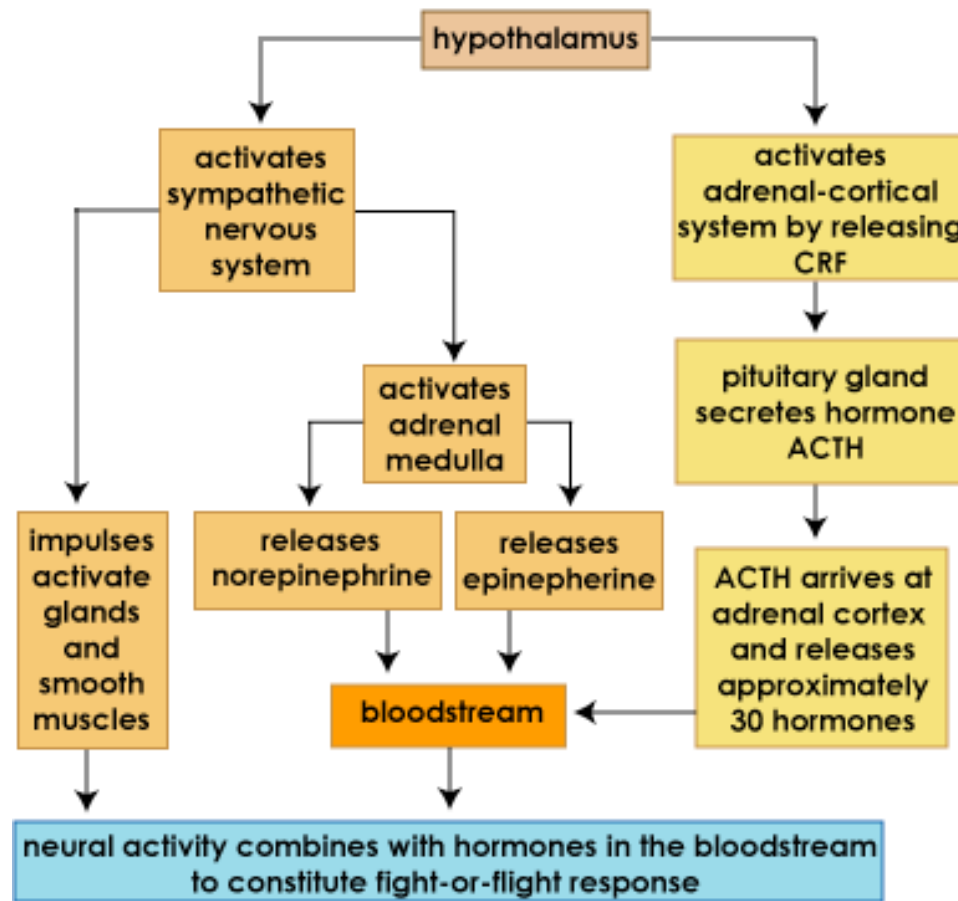 hypothalamus
activates
sympathetic
nervous
system
activates
adrenal-cortical
system by releasing
CRF
activates
adrenal
medulla
pituitary gland
secretes hormone
ACTH
impulses
activate
glands
and
smooth
muscles
releases
norepinephrine
releases
epinepherine
ACTH arrives at
adrenal cortex
and releases
approximately
30 hormones
bloodstream
neural activity combines with hormones in the bloodstream
to constitute fight-or-flight response